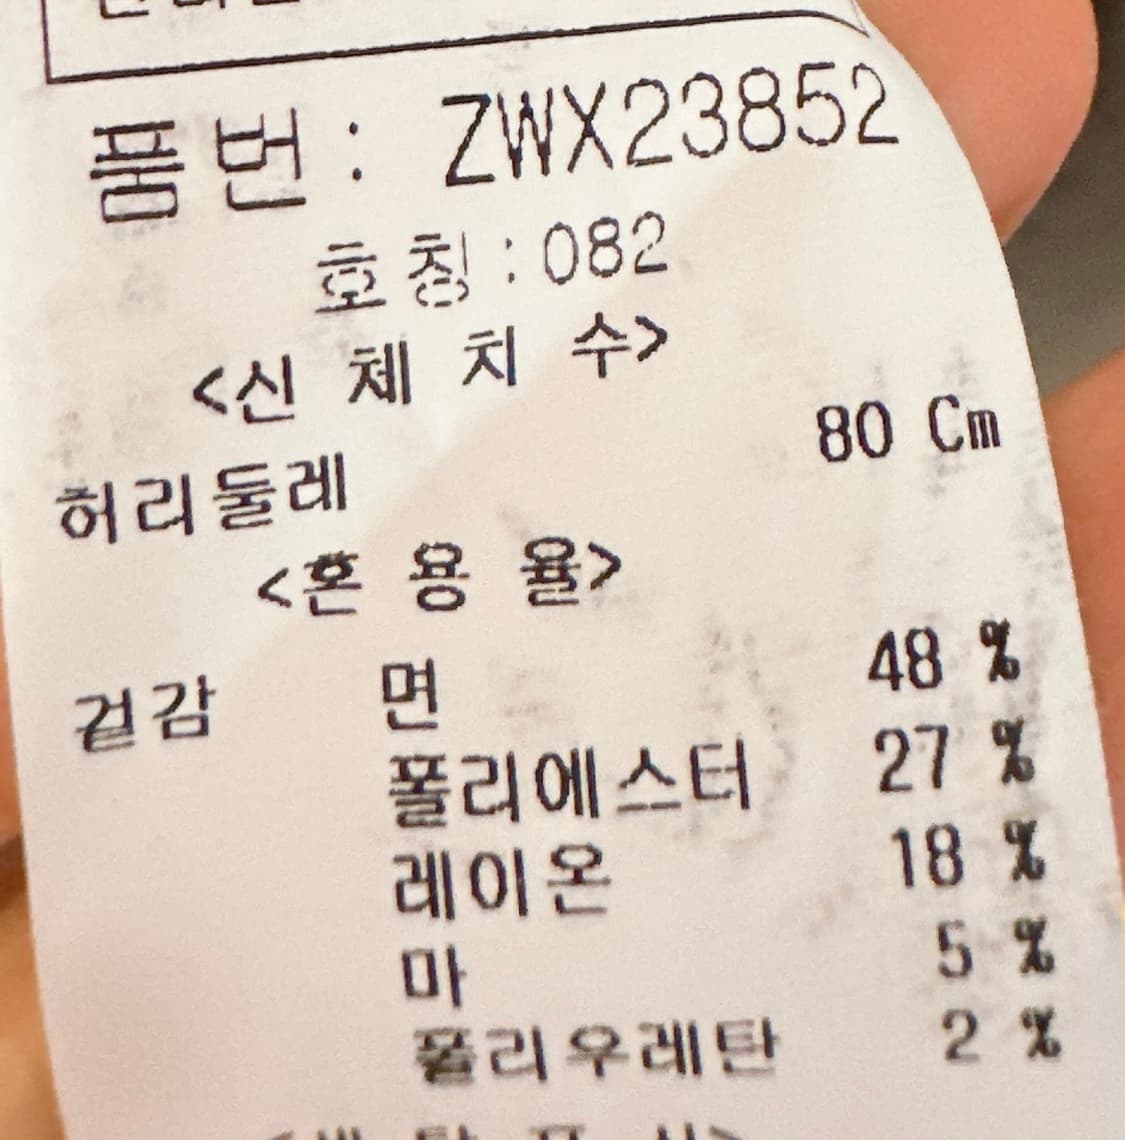 품번: ZWX23852
호칭:082
<신 체 치 수>
허리둘레 80 Cm
<혼 용 율>
겉감 면 48 %
폴리에스터 27 %
레이온 18 %
마 5 %
폴리우레탄 2 %